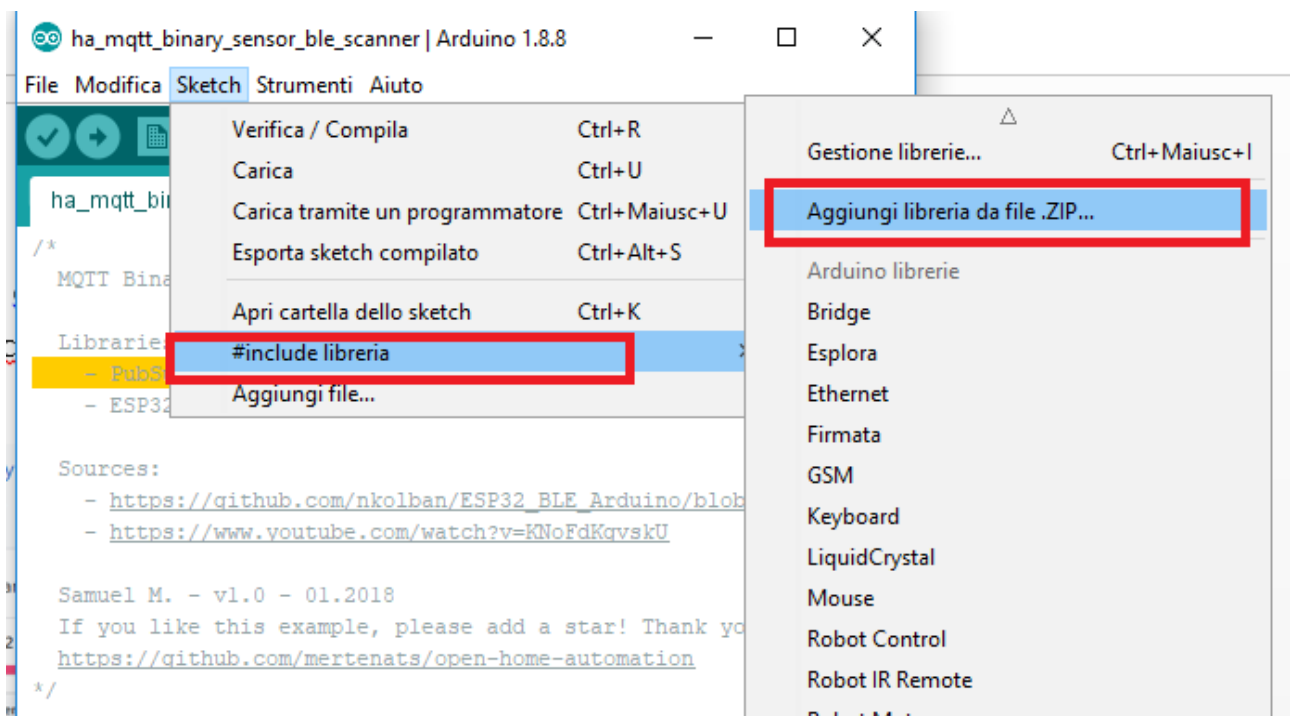 ha_mqtt_binary_sensor_ble_scanner | Arduino 1.8.8
File Modifica Sketch Strumenti Aiuto
Verifica / Compila Ctrl+R
Carica Ctrl+U
Carica tramite un programmatore Ctrl+Maiusc+U
Esporta sketch compilato Ctrl+Alt+S
Apri cartella dello sketch Ctrl+K
#include libreria
Aggiungi file...
Gestione librerie... Ctrl+Maiusc+I
Aggiungi libreria da file .ZIP...
Arduino librerie
Bridge
Esplora
Ethernet
Firmata
GSM
Keyboard
LiquidCrystal
Mouse
Robot Control
Robot IR Remote
ha_mqtt_bi
/*
MQTT Bina
Libraries
- PubS
- ESP32
Sources:
- https://github.com/nkolban/ESP32_BLE_Arduino/blob
- https://www.youtube.com/watch?v=KNoFdKqvskU
Samuel M. - v1.0 - 01.2018
If you like this example, please add a star! Thank yo
https://github.com/mertenats/open-home-automation
*/